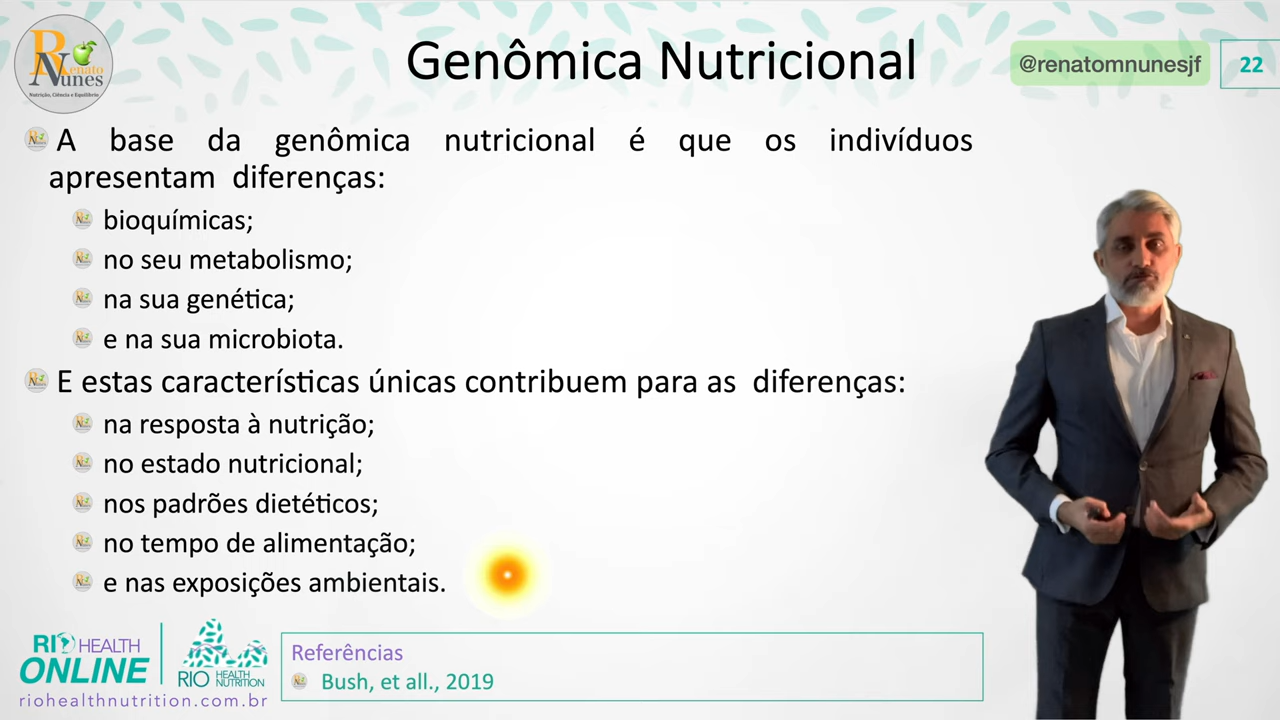 Renato
Nunes
Nutrição, Ciência e Equilíbrio
Genômica Nutricional
@renatomnunesjf
22
A base da genômica nutricional é que os indivíduos
apresentam diferenças:
bioquímicas;
no seu metabolismo;
na sua genética;
e na sua microbiota.
E estas características únicas contribuem para as diferenças:
na resposta à nutrição;
no estado nutricional;
nos padrões dietéticos;
no tempo de alimentação;
e nas exposições ambientais.
RIO HEALTH
ONLINE
RIO HEALTH NUTRITION
riohealthnutrition.com.br
Referências
Bush, et all., 2019